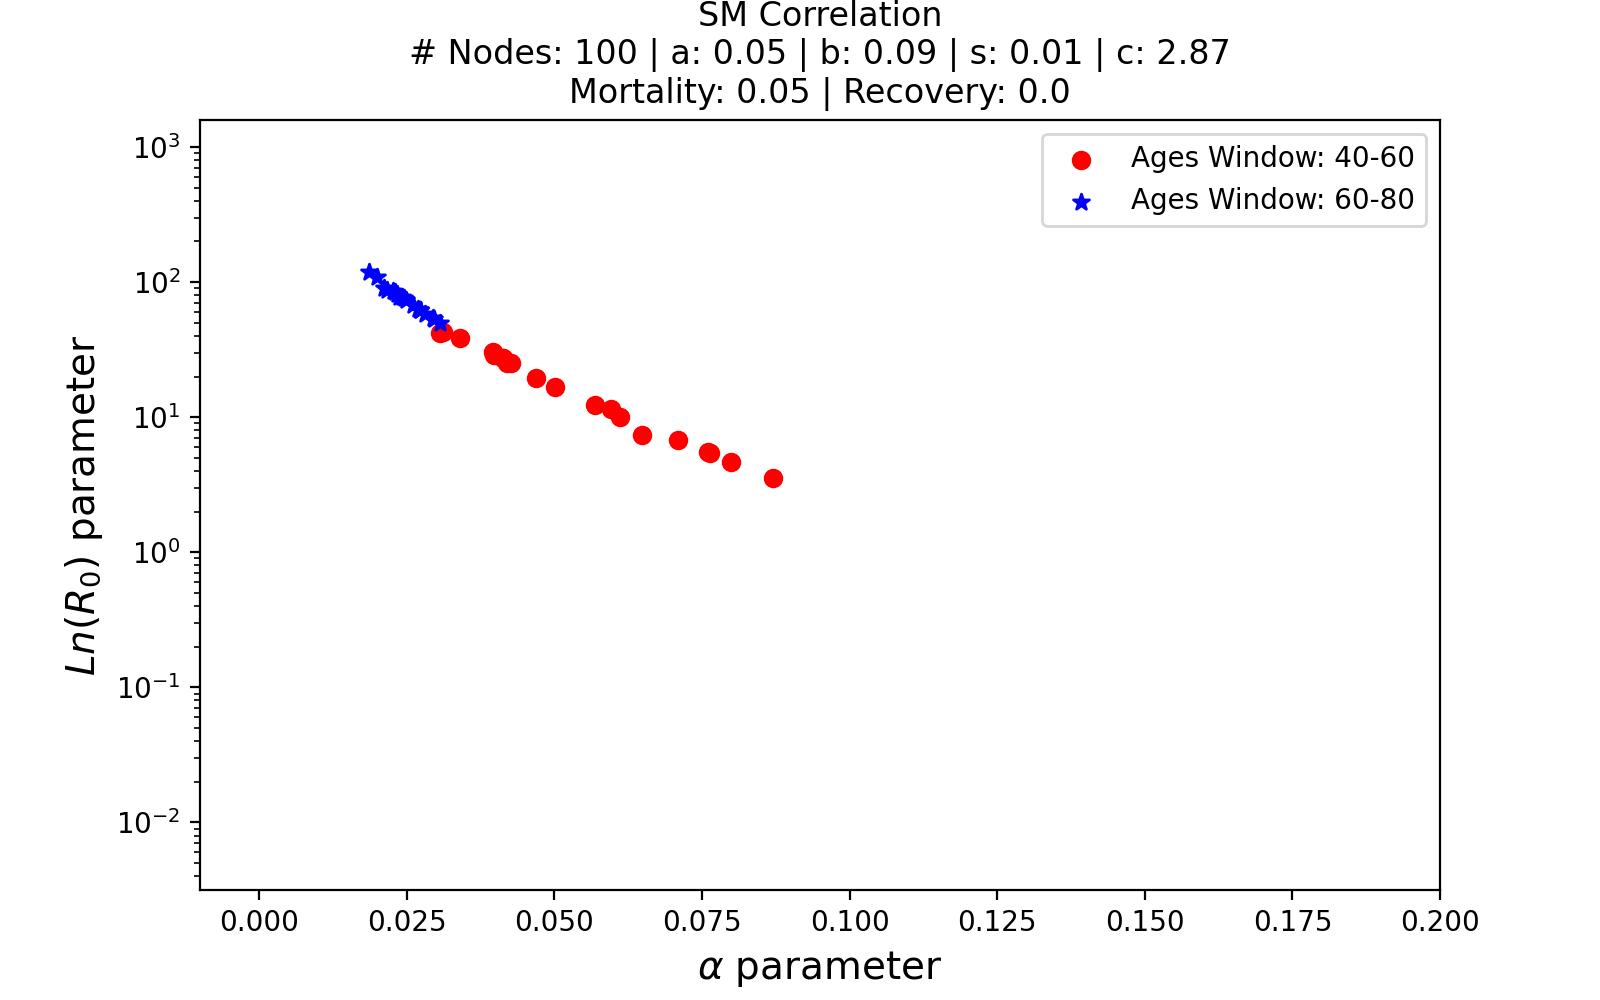 SM Correlation
# Nodes: 100 | a: 0.05 | b: 0.09 | s: 0.01 | c: 2.87
Mortality: 0.05 | Recovery: 0.0
Ages Window: 40-60
Ages Window: 60-80
10³
10²
10¹
10⁰
10⁻¹
10⁻²
Ln(R₀) parameter
0.000 0.025 0.050 0.075 0.100 0.125 0.150 0.175 0.200
α parameter